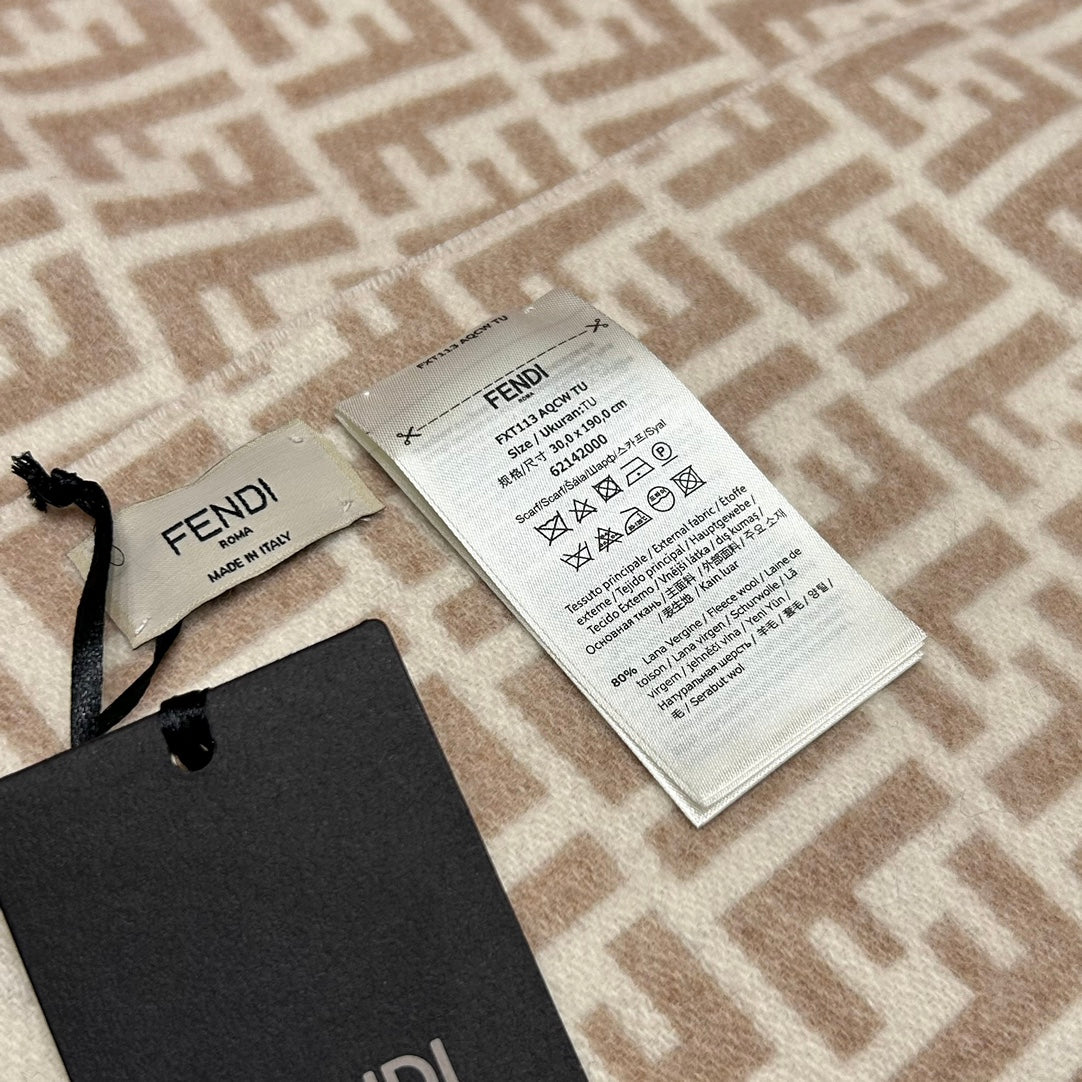 FXT113 AQCW TU
FENDI
ROMA
FXT113 AQCW TU
Size / Ukuran:TU
规格/尺寸 30,0 x 190,0 cm
62142000
Scarf/Scarf/Šála/Шарф/스카프/Syal
Tessuto principale / External fabric / Étoffe
externe / Tejido principal / Hauptgewebe /
Tecido Externo / Vnější látka / dış kumaş /
Основная ткань / 主面料 / 外部面料 / 주요 소재
/ 表生地 / Kain luar
80% Lana Vergine / Fleece wool / Laine de
toison / Lana virgen / Schurwolle / Lã
virgem / jehněčí vlna / Yeni Yün /
Натуральная шерсть / 羊毛 / 羊毛 / 양털 /
毛 / Serabut wol
FENDI
ROMA
MADE IN ITALY